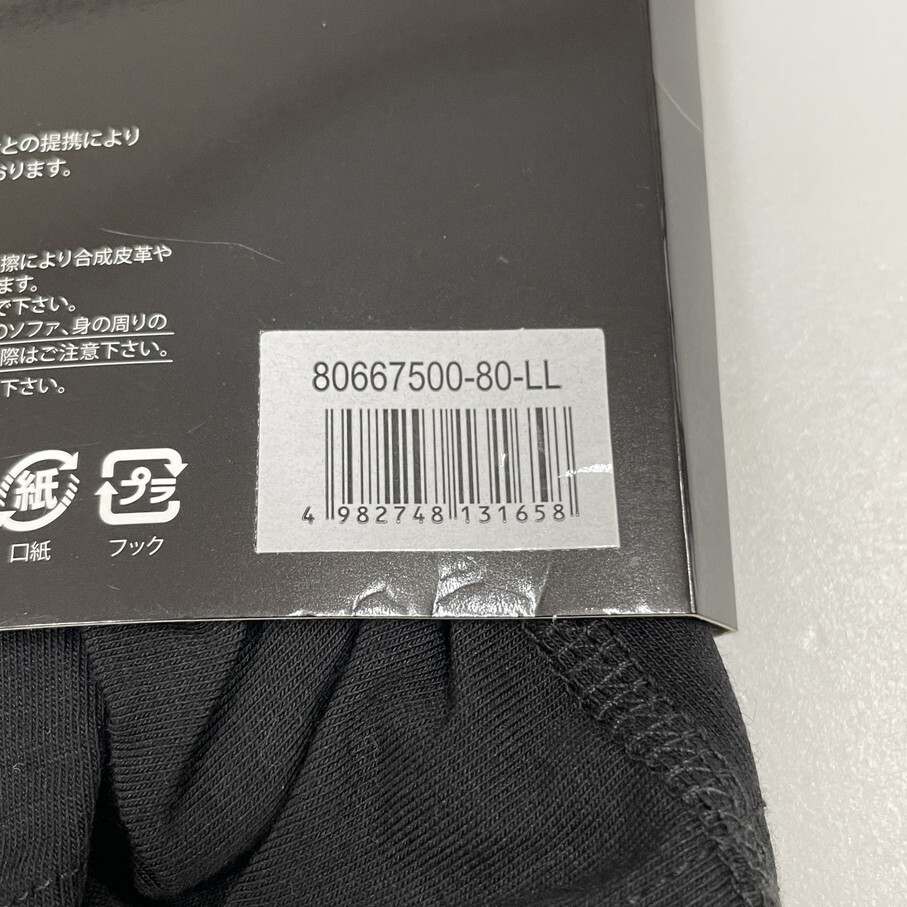 との提携により
おります。
擦により合成皮革や
ます。
で下さい。
のソファ、身の周りの
際はご注意下さい。
下さい。
80667500-80-LL
4 982748 131658
紙
プラ
口紙
フック